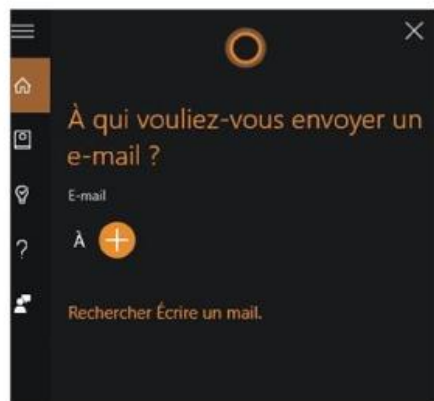 À qui vouliez-vous envoyer un
e-mail ?
E-mail
À
Rechercher Écrire un mail.